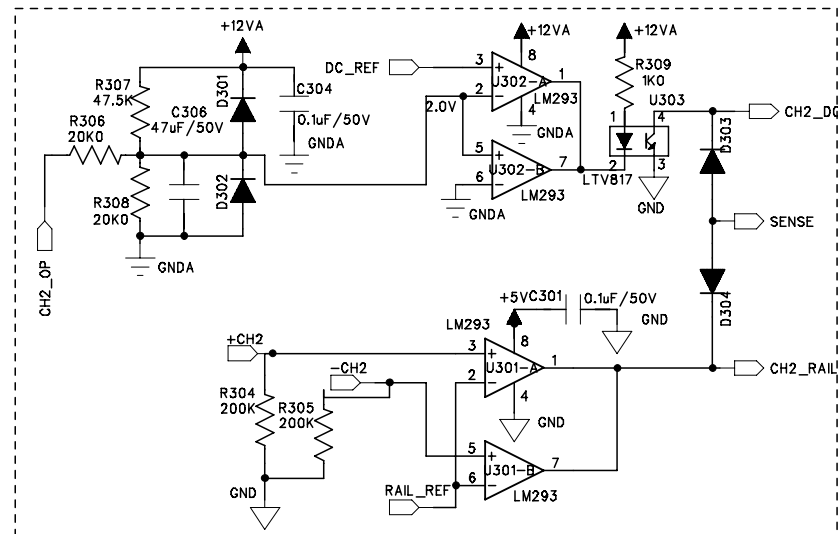 +12VA
R307
47.5K
D301
C304
0.1uF/50V
GNDA
R306
20K0
C306
47uF/50V
R308
20K0
D302
GNDA
CH2_OP
DC_REF
3
+
2
−
2.0V
+12VA
8
U302-A
1
LM293
4
GNDA
5
+
6
−
U302-B
7
LM293
GNDA
+12VA
R309
1K0
U303
1
4
2
3
LTV817
GND
D303
SENSE
D304
+5V
C301
0.1uF/50V
GND
LM293
+CH2
3
+
2
−
8
U301-A
1
4
GND
CH2_RAIL
-CH2
R304
200K
R305
200K
GND
5
+
6
−
U301-B
7
LM293
RAIL_REF